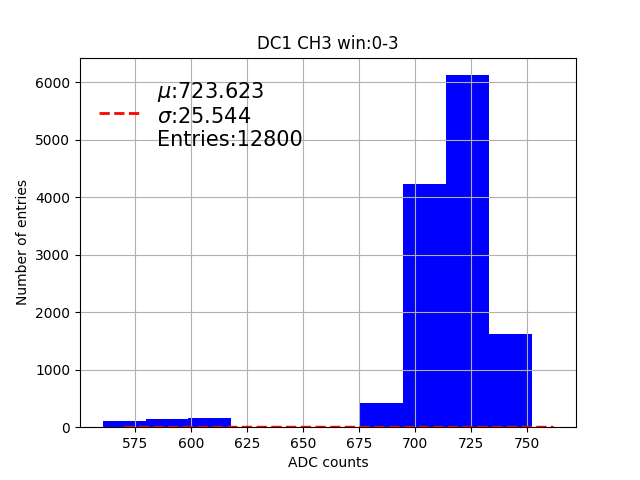 DC1 CH3 win:0-3
μ:723.623
σ:25.544
Entries:12800
Number of entries
6000
5000
4000
3000
2000
1000
0
575 600 625 650 675 700 725 750
ADC counts